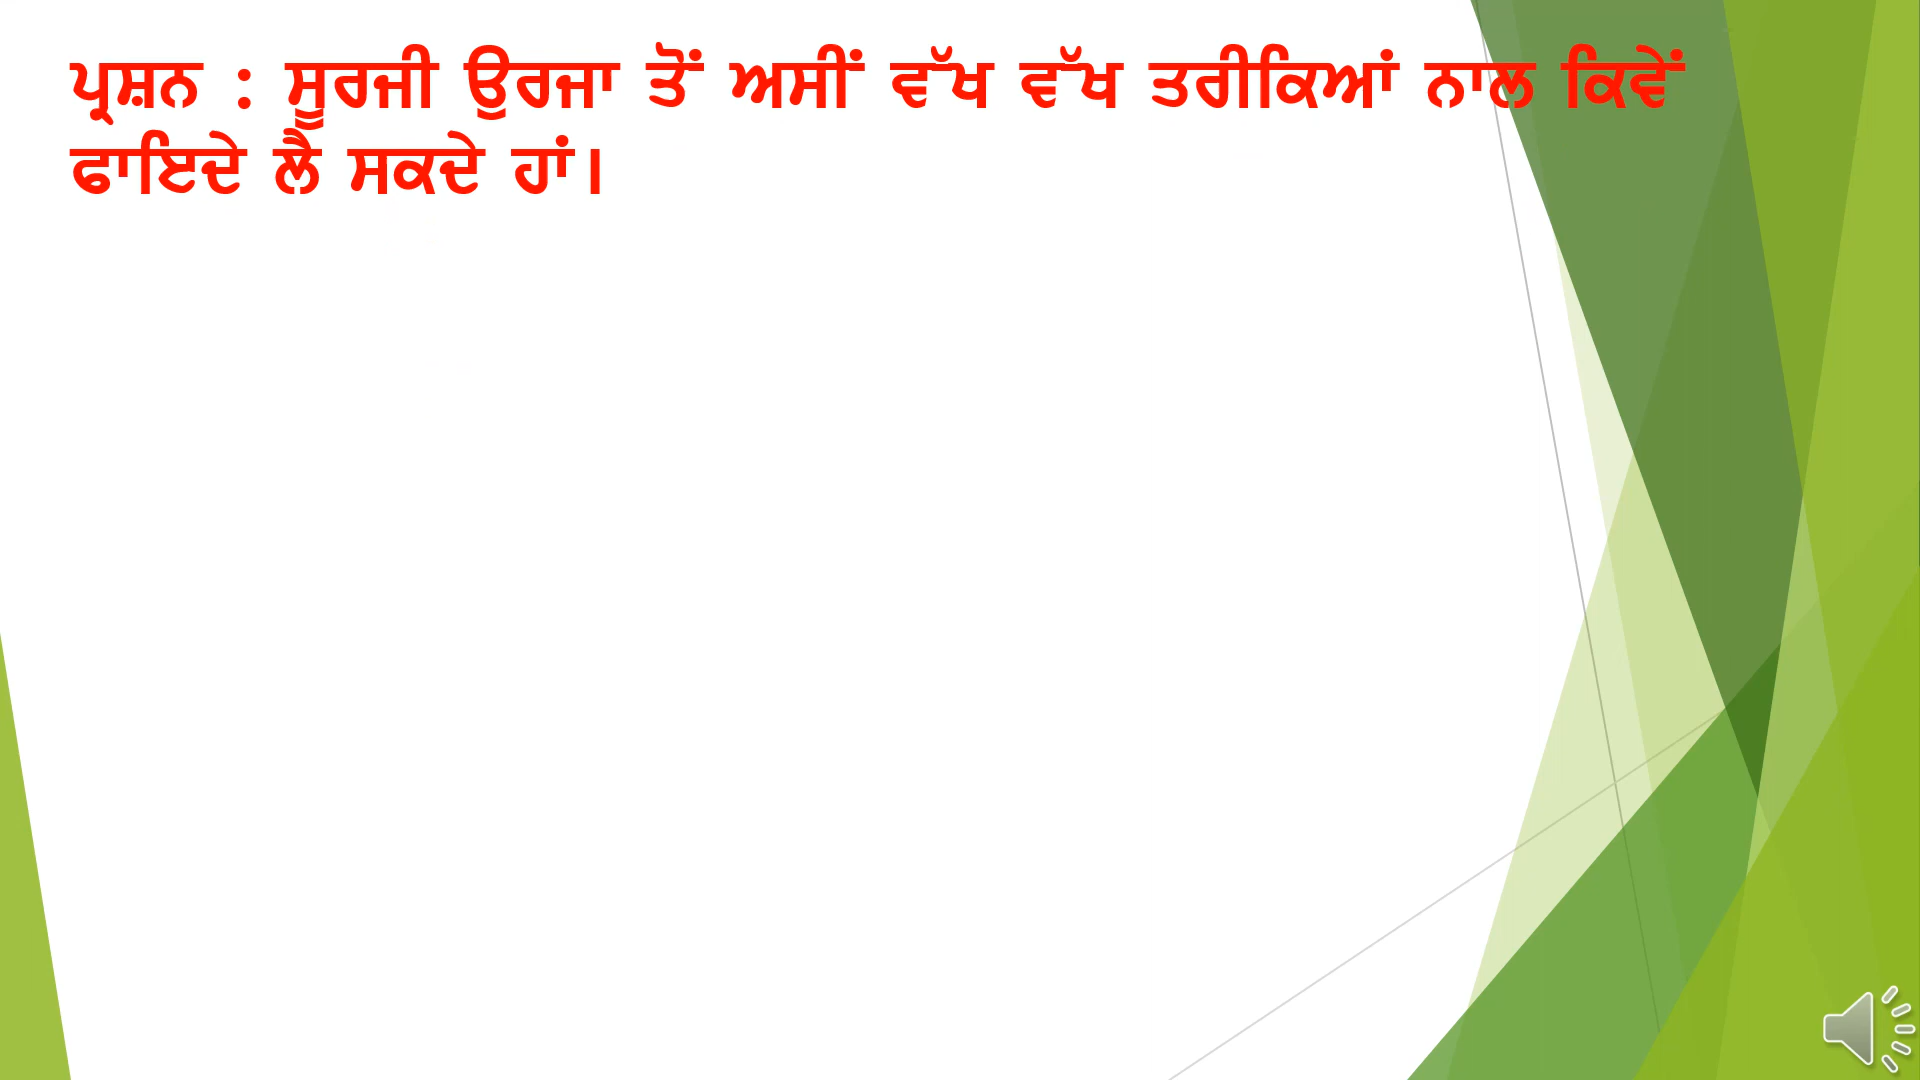 ਪ੍ਰਸ਼ਨ : ਸੂਰਜੀ ਉਰਜਾ ਤੋਂ ਅਸੀਂ ਵੱਖ ਵੱਖ ਤਰੀਕਿਆਂ ਨਾਲ ਕਿਵੇਂ
ਫਾਇਦੇ ਲੈ ਸਕਦੇ ਹਾਂ।